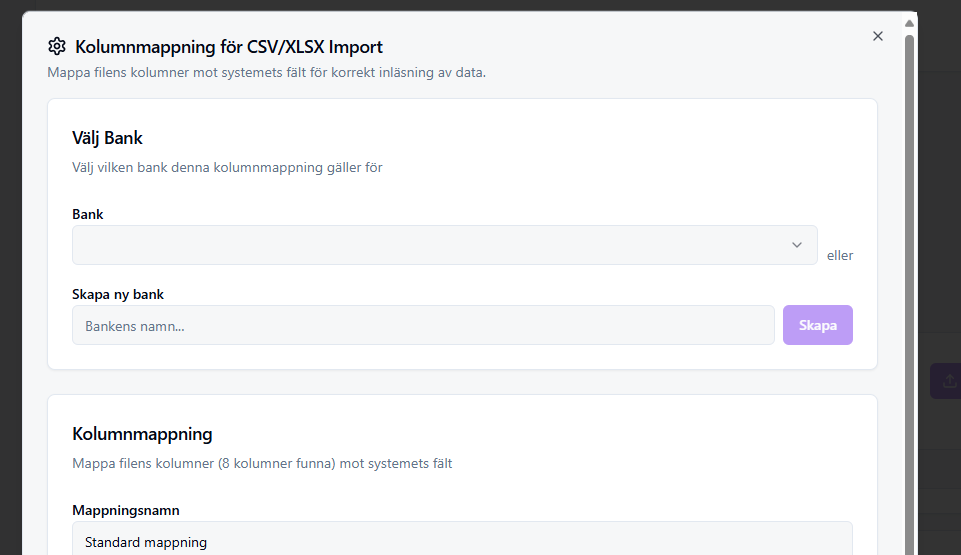 Kolumnmappning för CSV/XLSX Import
Mappa filens kolumner mot systemets fält för korrekt inläsning av data.
Välj Bank
Välj vilken bank denna kolumnmappning gäller för
Bank
eller
Skapa ny bank
Bankens namn...
Skapa
Kolumnmappning
Mappa filens kolumner (8 kolumner funna) mot systemets fält
Mappningsnamn
Standard mappning